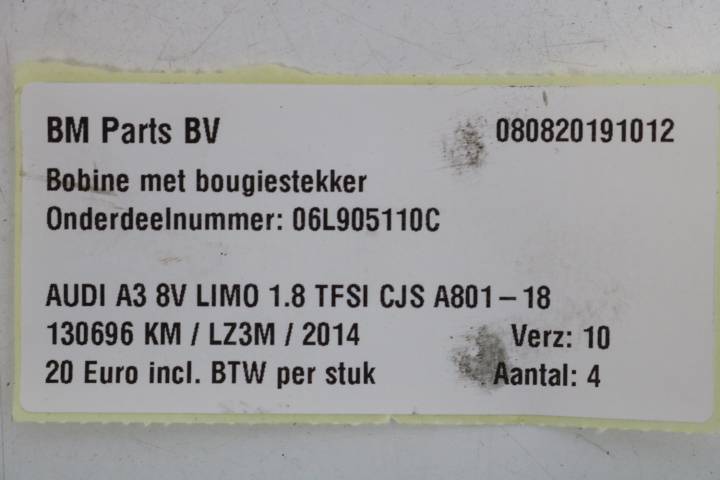 BM Parts BV 080820191012
Bobine met bougiestekker
Onderdeelnummer: 06L905110C
AUDI A3 8V LIMO 1.8 TFSI CJS A801-18
130696 KM / LZ3M / 2014 Verz: 10
20 Euro incl. BTW per stuk Aantal: 4